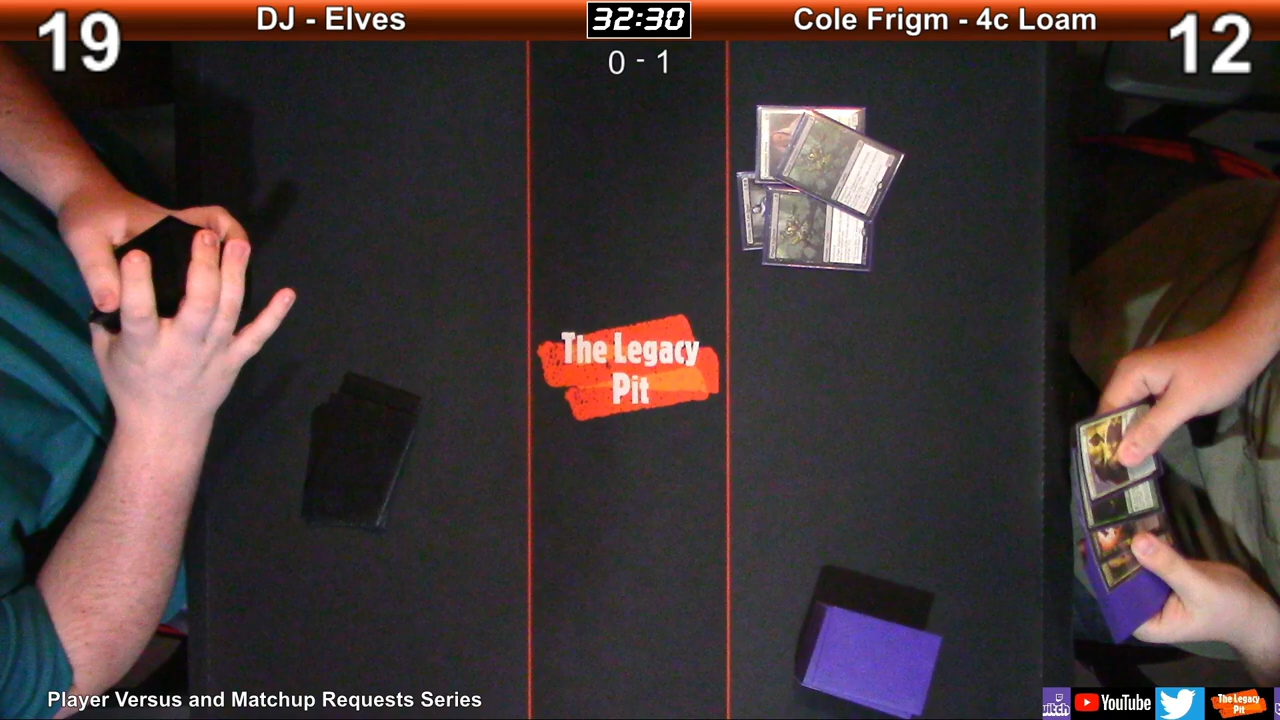 19
DJ - Elves
32:30
Cole Frigm - 4c Loam
12
0 - 1
The Legacy
Pit
Player Versus and Matchup Requests Series
YouTube
The Legacy
Pit